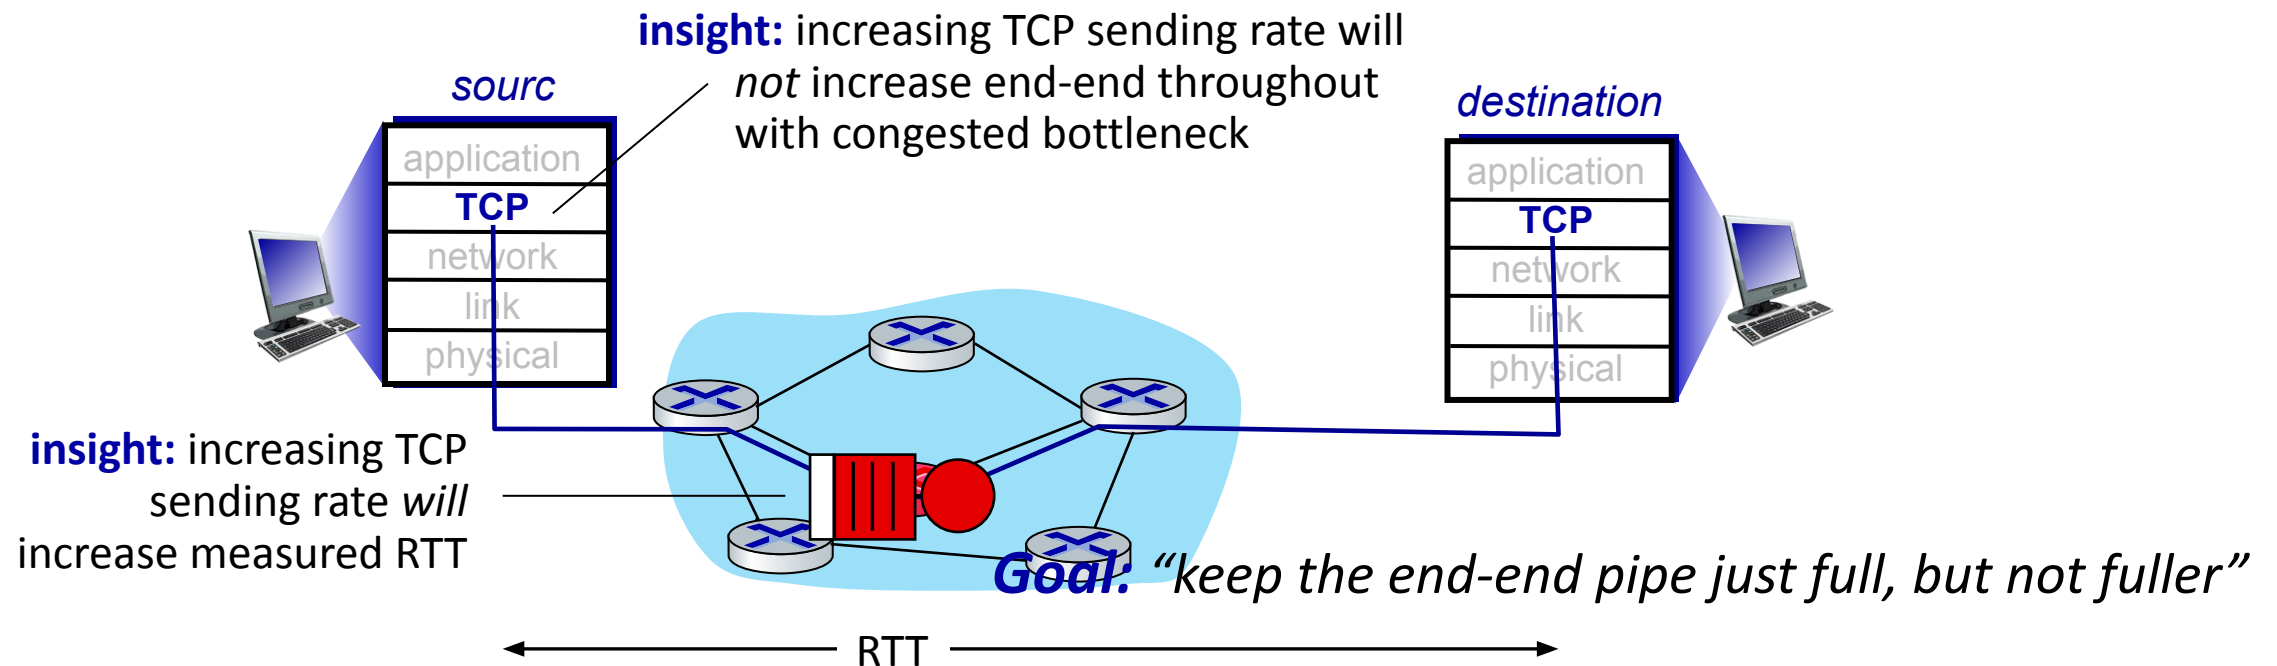 insight: increasing TCP sending rate will
not increase end-end throughout
with congested bottleneck
sourc
application
TCP
network
link
physical
destination
application
TCP
network
link
physical
insight: increasing TCP
sending rate will
increase measured RTT
Goal: “keep the end-end pipe just full, but not fuller”
RTT